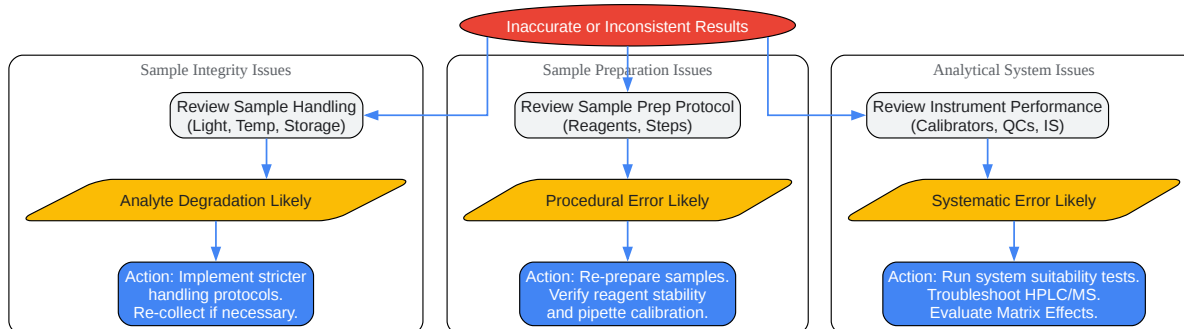 Inaccurate or Inconsistent Results
Sample Integrity Issues
Review Sample Handling
(Light, Temp, Storage)
Analyte Degradation Likely
Action: Implement stricter
handling protocols.
Re-collect if necessary.
Sample Preparation Issues
Review Sample Prep Protocol
(Reagents, Steps)
Procedural Error Likely
Action: Re-prepare samples.
Verify reagent stability
and pipette calibration.
Analytical System Issues
Review Instrument Performance
(Calibrators, QCs, IS)
Systematic Error Likely
Action: Run system suitability tests.
Troubleshoot HPLC/MS.
Evaluate Matrix Effects.